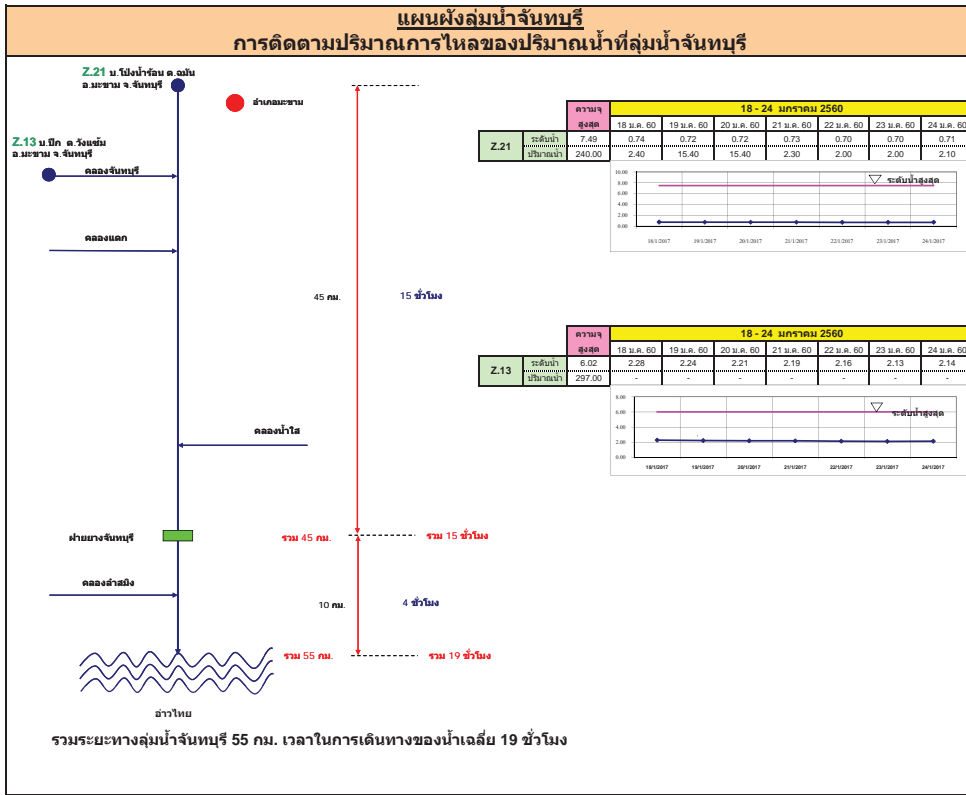 แผนผังลุ่มน้ำจันทบุรี
การติดตามปริมาณการไหลของปริมาณน้ำที่ลุ่มน้ำจันทบุรี
Z.21 บ.โป่งน้ำร้อน ต.ฉมัน
อ.มะขาม จ.จันทบุรี
อำเภอมะขาม
Z.13 บ.ปึก ต.วังแซ้ม
อ.มะขาม จ.จันทบุรี
คลองจันทบุรี
คลองแตก
45 กม.
15 ชั่วโมง
คลองน้ำใส
ฝายยางจันทบุรี
รวม 45 กม.
รวม 15 ชั่วโมง
คลองลำสมิง
10 กม.
4 ชั่วโมง
รวม 55 กม.
รวม 19 ชั่วโมง
อ่าวไทย
รวมระยะทางลุ่มน้ำจันทบุรี 55 กม. เวลาในการเดินทางของน้ำเฉลี่ย 19 ชั่วโมง
ความจุ 18 - 24 มกราคม 2560
สูงสุด 18 ม.ค. 60 19 ม.ค. 60 20 ม.ค. 60 21 ม.ค. 60 22 ม.ค. 60 23 ม.ค. 60 24 ม.ค. 60
Z.21
ระดับน้ำ 7.49 0.74 0.72 0.72 0.73 0.70 0.70 0.71
ปริมาณน้ำ 240.00 2.40 15.40 15.40 2.30 2.00 2.00 2.10
10.00
8.00
6.00
4.00
2.00
0.00
ระดับน้ำสูงสุด
18/1/2017 19/1/2017 20/1/2017 21/1/2017 22/1/2017 23/1/2017 24/1/2017
ความจุ 18 - 24 มกราคม 2560
สูงสุด 18 ม.ค. 60 19 ม.ค. 60 20 ม.ค. 60 21 ม.ค. 60 22 ม.ค. 60 23 ม.ค. 60 24 ม.ค. 60
Z.13
ระดับน้ำ 6.02 2.28 2.24 2.21 2.19 2.16 2.13 2.14
ปริมาณน้ำ 297.00 - - - - - - -
8.00
6.00
4.00
2.00
0.00
ระดับน้ำสูงสุด
18/1/2017 19/1/2017 20/1/2017 21/1/2017 22/1/2017 23/1/2017 24/1/2017